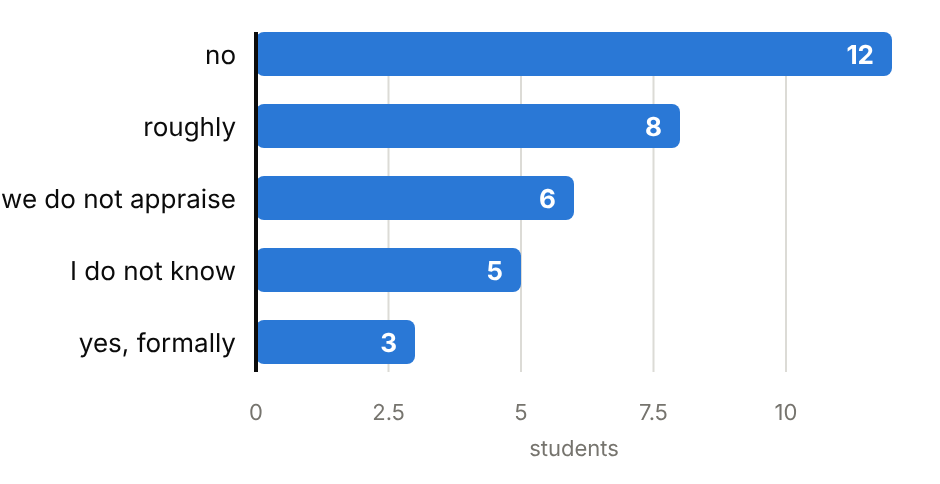 no 12
roughly 8
we do not appraise 6
I do not know 5
yes, formally 3
0 2.5 5 7.5 10
students